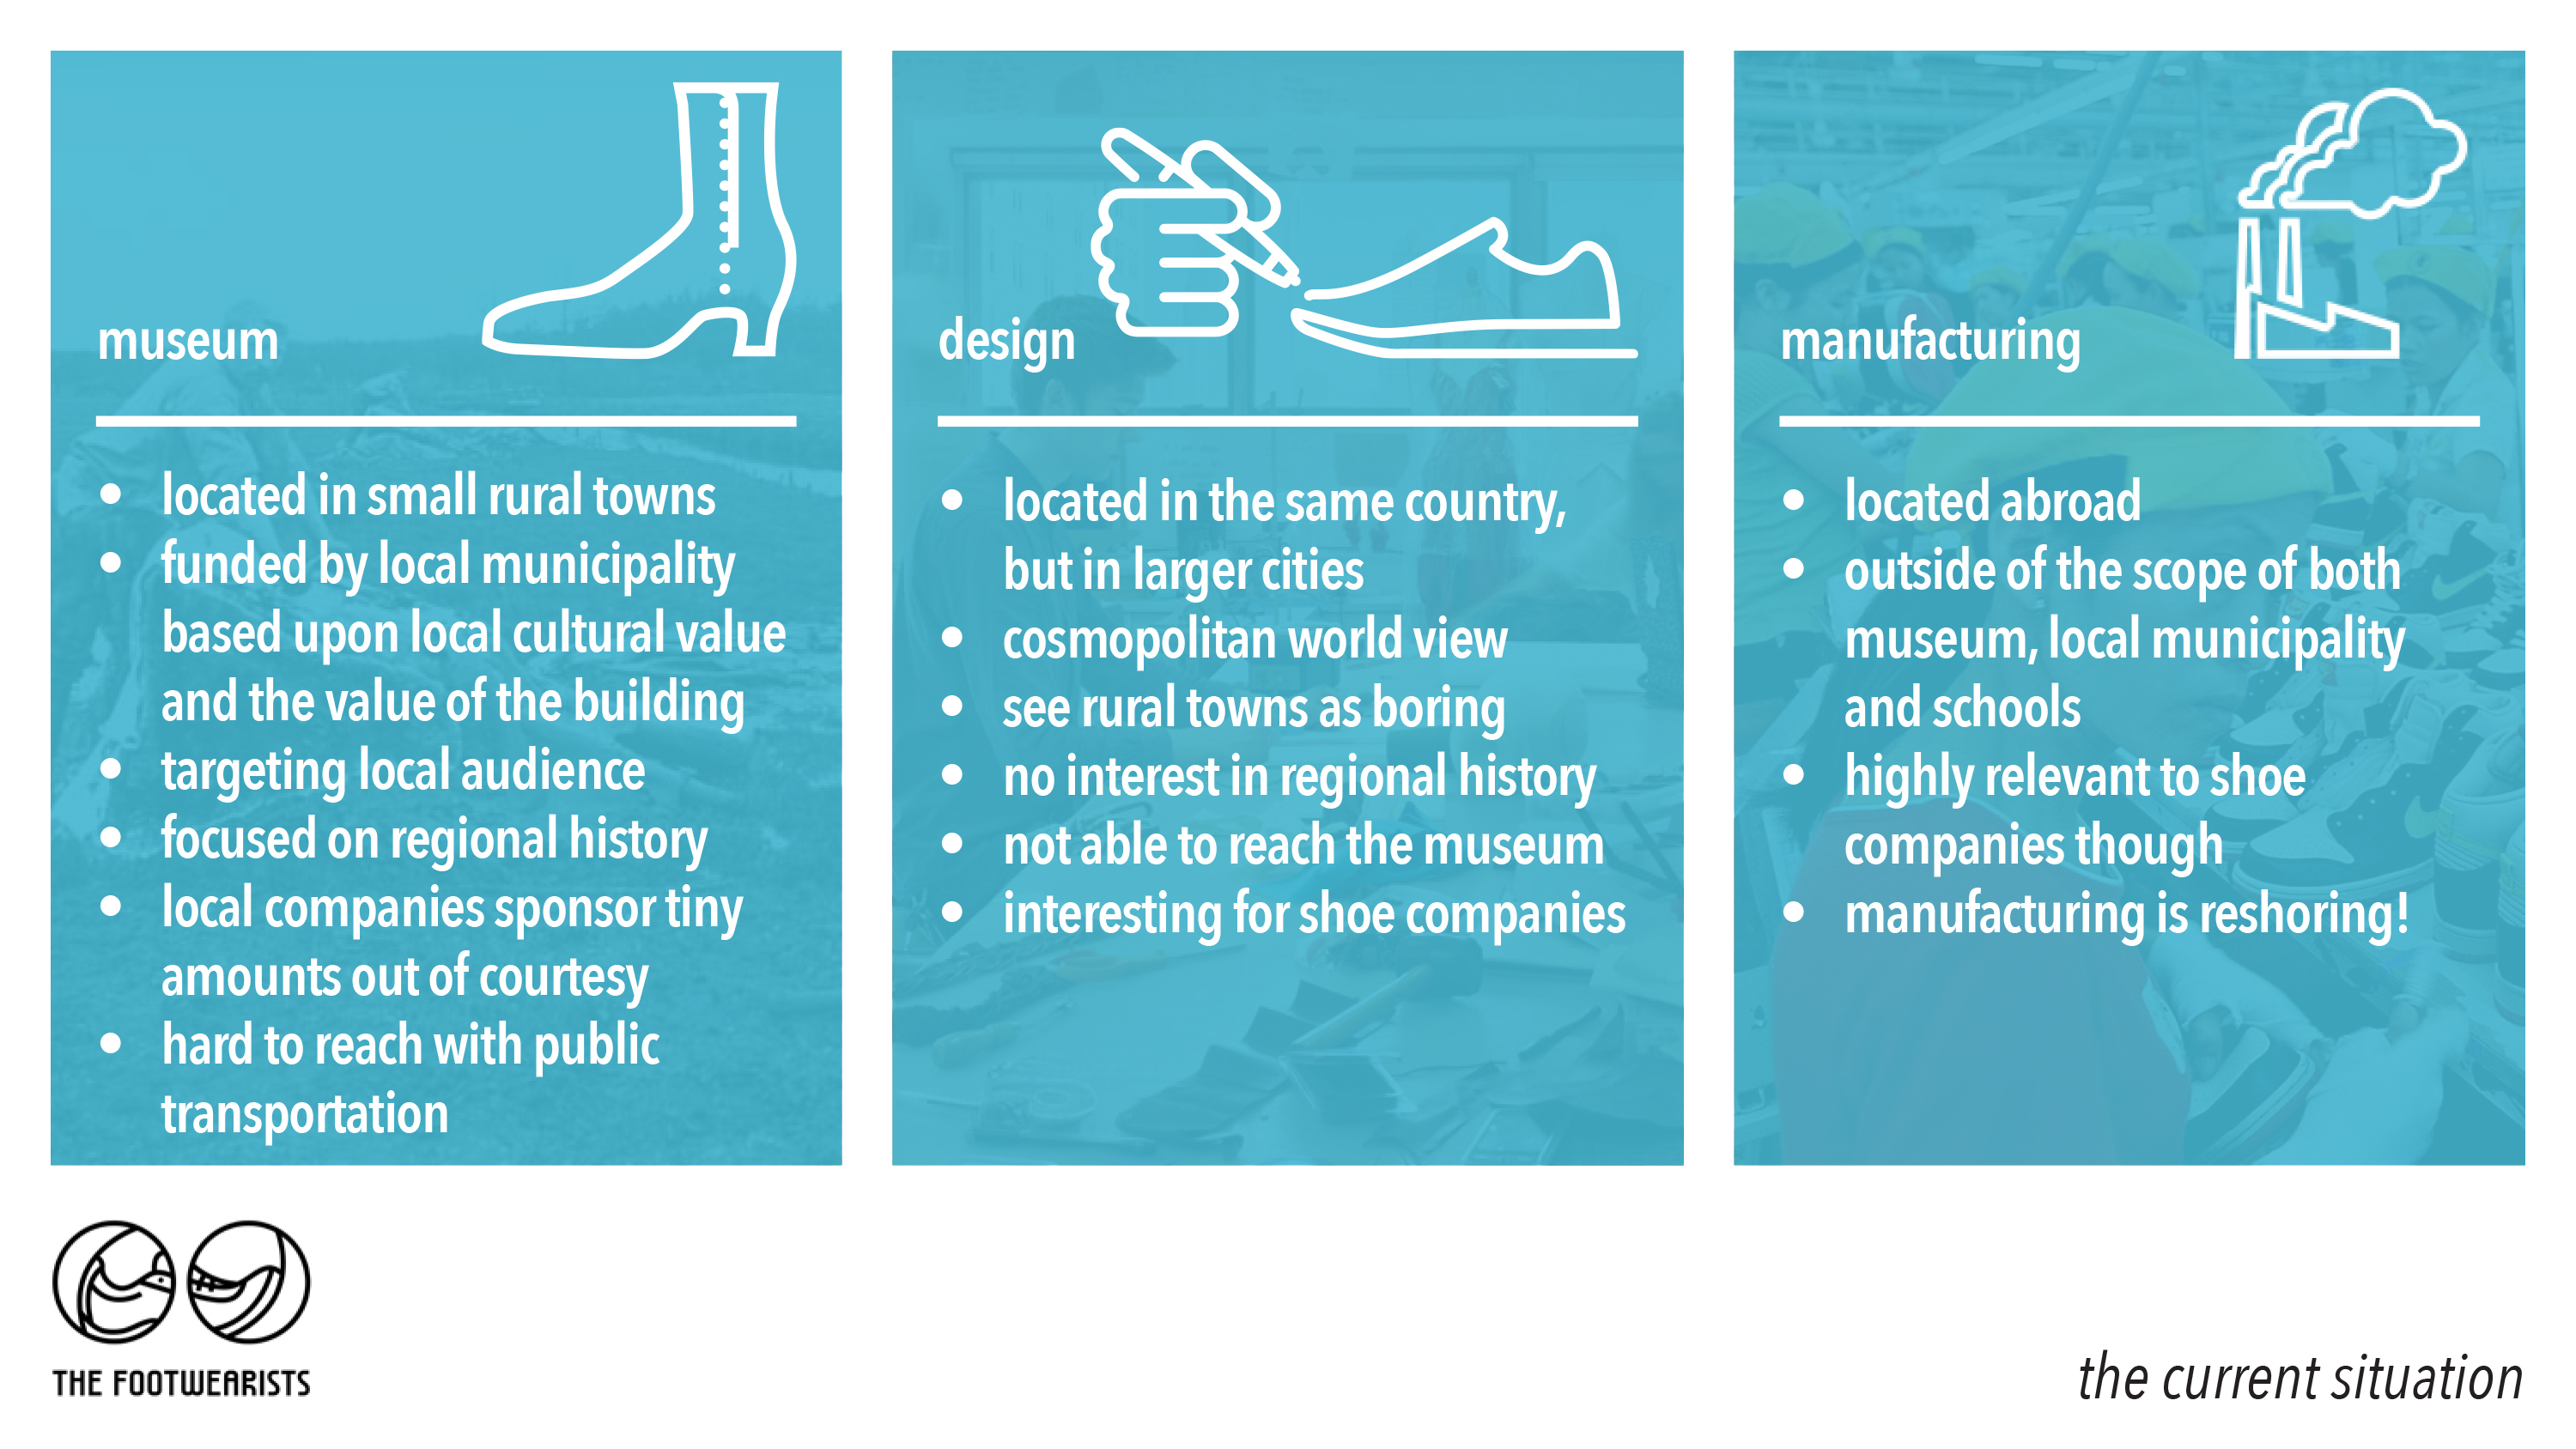 museum
• located in small rural towns
• funded by local municipality
based upon local cultural value
and the value of the building
• targeting local audience
• focused on regional history
• local companies sponsor tiny
amounts out of courtesy
• hard to reach with public
transportation
design
• located in the same country,
but in larger cities
• cosmopolitan world view
• see rural towns as boring
• no interest in regional history
• not able to reach the museum
• interesting for shoe companies
manufacturing
• located abroad
• outside of the scope of both
museum, local municipality
and schools
• highly relevant to shoe
companies though
• manufacturing is reshoring!
THE FOOTWEARISTS
the current situation